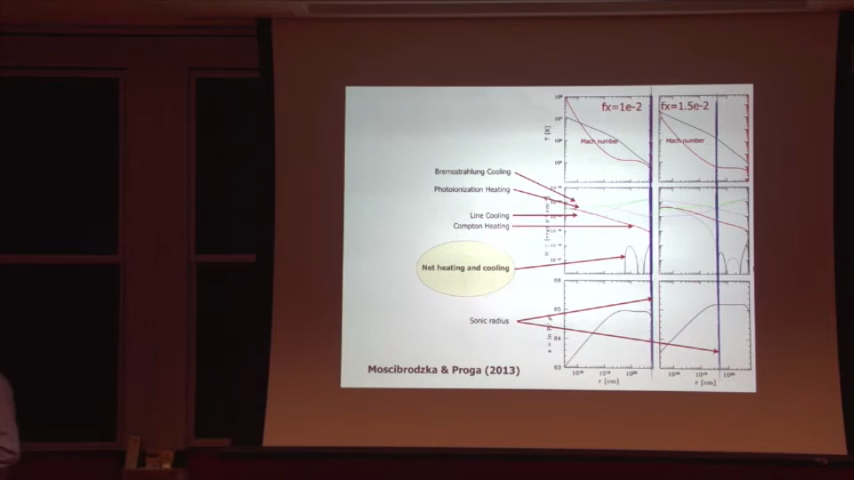 fx=1e-2
fx=1.5e-2
Mach number
Mach number
Bremsstrahlung Cooling
Photoionization Heating
Line Cooling
Compton Heating
Net heating and cooling
Sonic radius
Moscibrodzka & Proga (2013)
r [cm]
r [cm]
T [K]